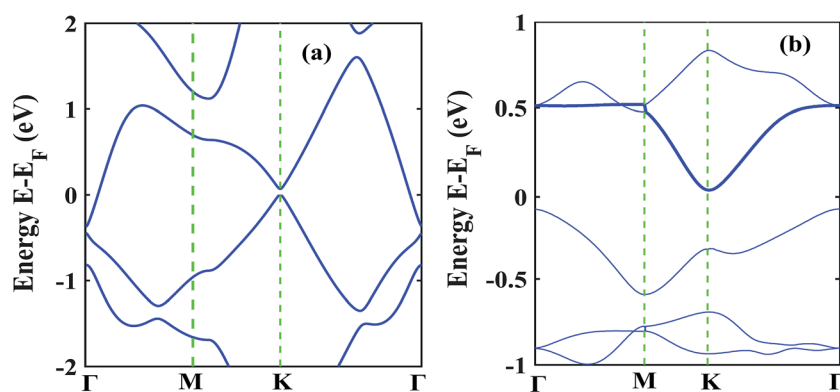 (a)
Energy E-E_F (eV)
2
1
0
-1
-2
Γ M K Γ
(b)
Energy E-E_F (eV)
1
0.5
0
-0.5
-1
Γ M K Γ